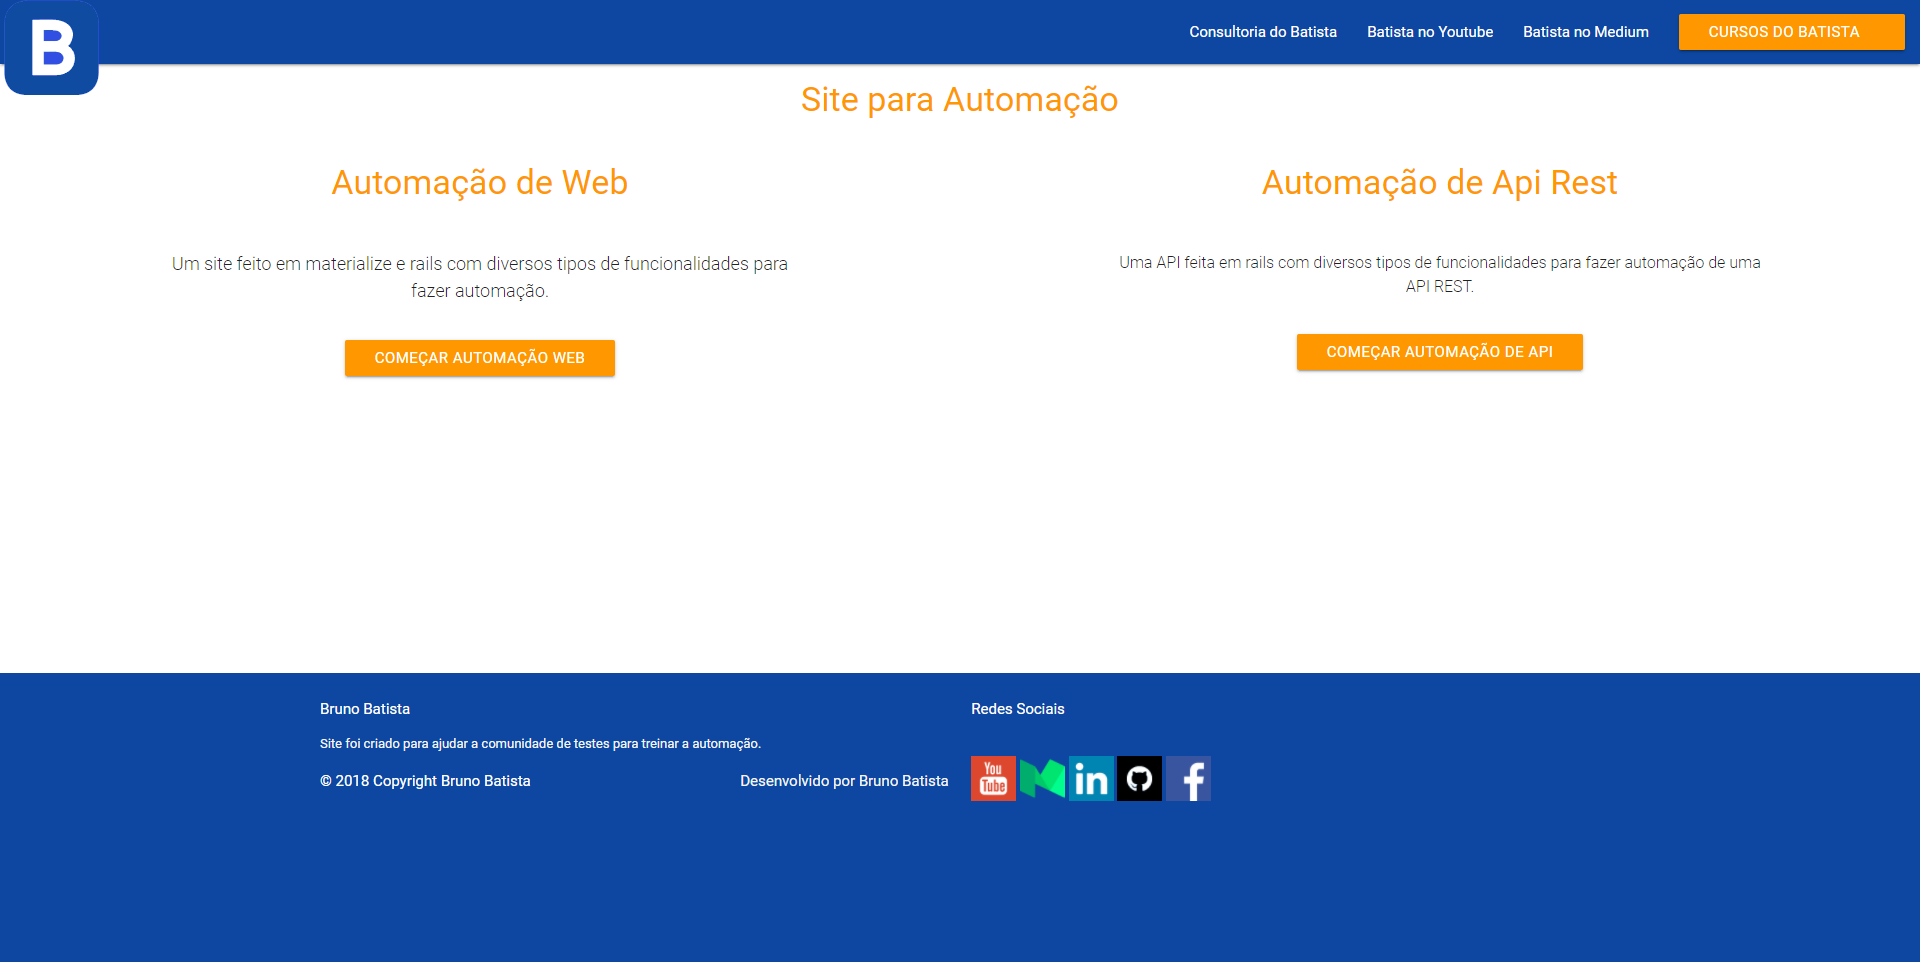 B
Consultoria do Batista
Batista no Youtube
Batista no Medium
CURSOS DO BATISTA
Site para Automação
Automação de Web
Um site feito em materialize e rails com diversos tipos de funcionalidades para
fazer automação.
COMEÇAR AUTOMAÇÃO WEB
Automação de Api Rest
Uma API feita em rails com diversos tipos de funcionalidades para fazer automação de uma
API REST.
COMEÇAR AUTOMAÇÃO DE API
Bruno Batista
Site foi criado para ajudar a comunidade de testes para treinar a automação.
© 2018 Copyright Bruno Batista
Desenvolvido por Bruno Batista
Redes Sociais
You
Tube
in
f